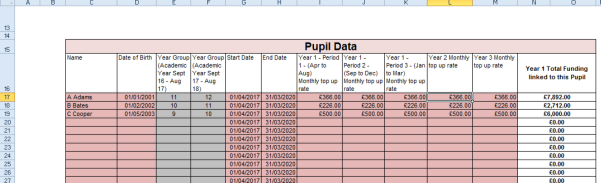 A B C D E F G H I J K L M N O
13
14
15 Pupil Data
Name Date of Birth Year Group (Academic Year Sept 16 - Aug 17) Year Group (Academic Year Sept 17 - Aug 18) Start Date End Date Year 1 - Period 1 - (Apr to Aug) Monthly top up rate Year 1 - Period 2 - (Sep to Dec) Monthly top up rate Year 1 - Period 3 - (Jan to Mar) Monthly top up rate Year 2 Monthly top up rate Year 3 Monthly top up rate Year 1 Total Funding linked to this Pupil
16
17 A Adams 01/01/2001 11 12 01/04/2017 31/03/2020 £366.00 £366.00 £366.00 £366.00 £366.00 £7,892.00
18 B Bates 01/02/2002 10 11 01/04/2017 31/03/2020 £226.00 £226.00 £226.00 £226.00 £226.00 £2,712.00
19 C Cooper 01/05/2003 9 10 01/04/2017 31/03/2020 £500.00 £500.00 £500.00 £500.00 £500.00 £6,000.00
20 01/04/2017 31/03/2020 £0.00
21 01/04/2017 31/03/2020 £0.00
22 01/04/2017 31/03/2020 £0.00
23 01/04/2017 31/03/2020 £0.00
24 01/04/2017 31/03/2020 £0.00
25 01/04/2017 31/03/2020 £0.00
26 01/04/2017 31/03/2020 £0.00
27 01/04/2017 31/03/2020 £0.00